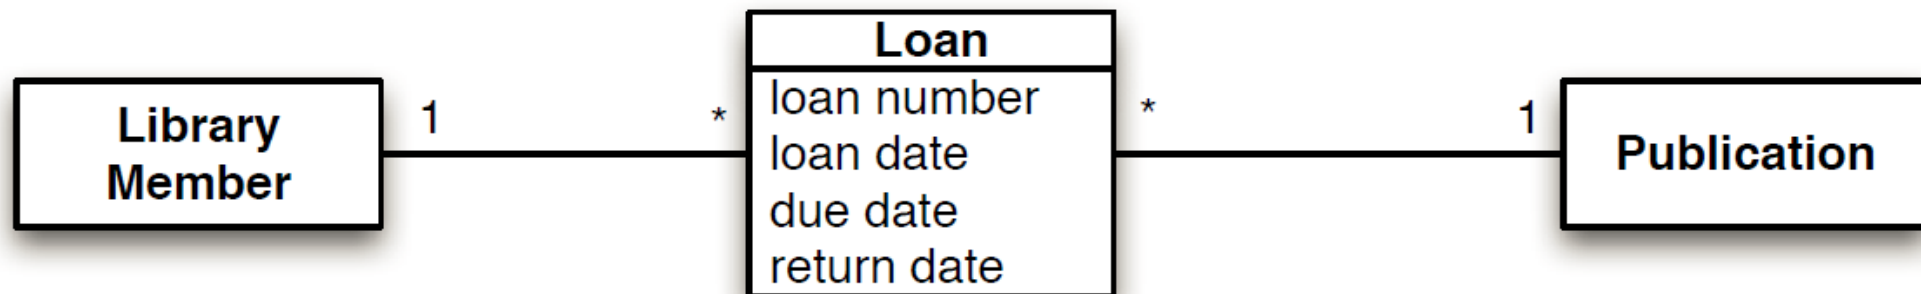 Library
Member
1
*
Loan
loan number
loan date
due date
return date
*
1
Publication